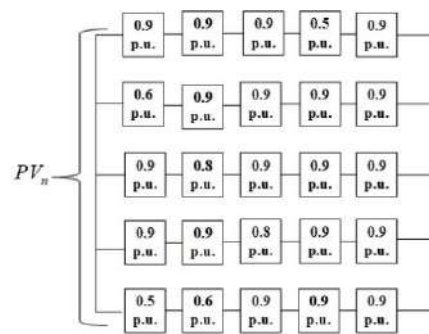 0.9 0.9 0.9 0.5 0.9
p.u. p.u. p.u. p.u. p.u.
0.6 0.9 0.9 0.9 0.9
p.u. p.u. p.u. p.u. p.u.
0.9 0.8 0.9 0.9 0.9
p.u. p.u. p.u. p.u. p.u.
PVn
0.9 0.9 0.8 0.9 0.9
p.u. p.u. p.u. p.u. p.u.
0.5 0.6 0.9 0.9 0.9
p.u. p.u. p.u. p.u. p.u.